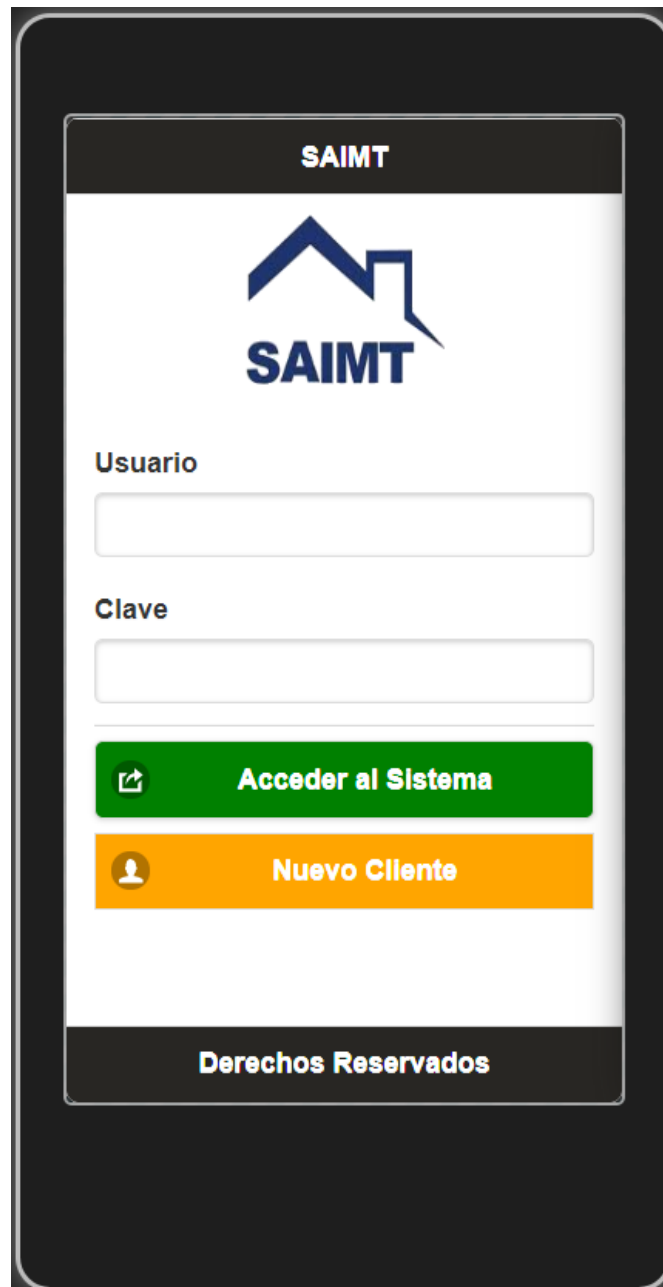 SAIMT
SAIMT
Usuario
Clave
Acceder al Sistema
Nuevo Cliente
Derechos Reservados